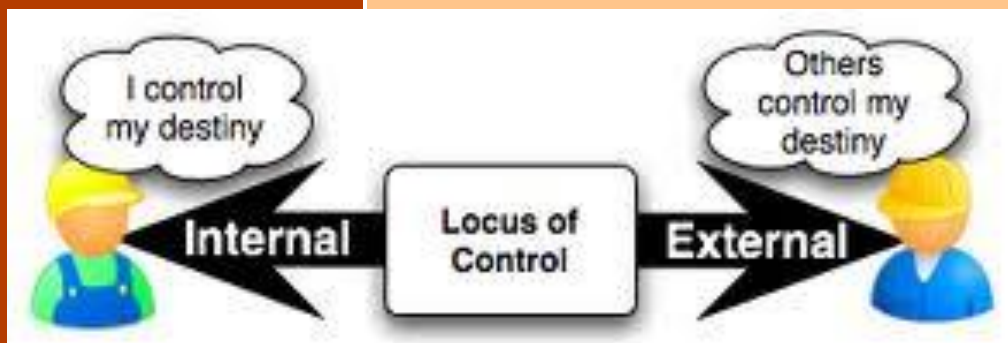 I control
my destiny
Others
control my
destiny
Internal
Locus of
Control
External